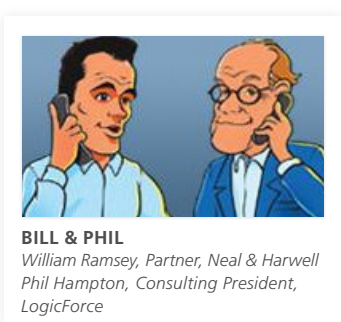 BILL & PHIL
William Ramsey, Partner, Neal & Harwell
Phil Hampton, Consulting President,
LogicForce